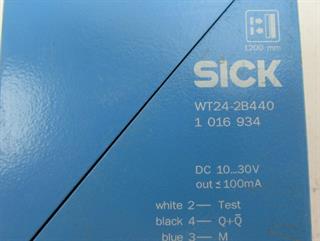 1200 mm
SICK
WT24-2B440
1 016 934
DC 10...30V
out ≤ 100mA
white 2 – Test
black 4 – Q+Q̅
blue 3 – M